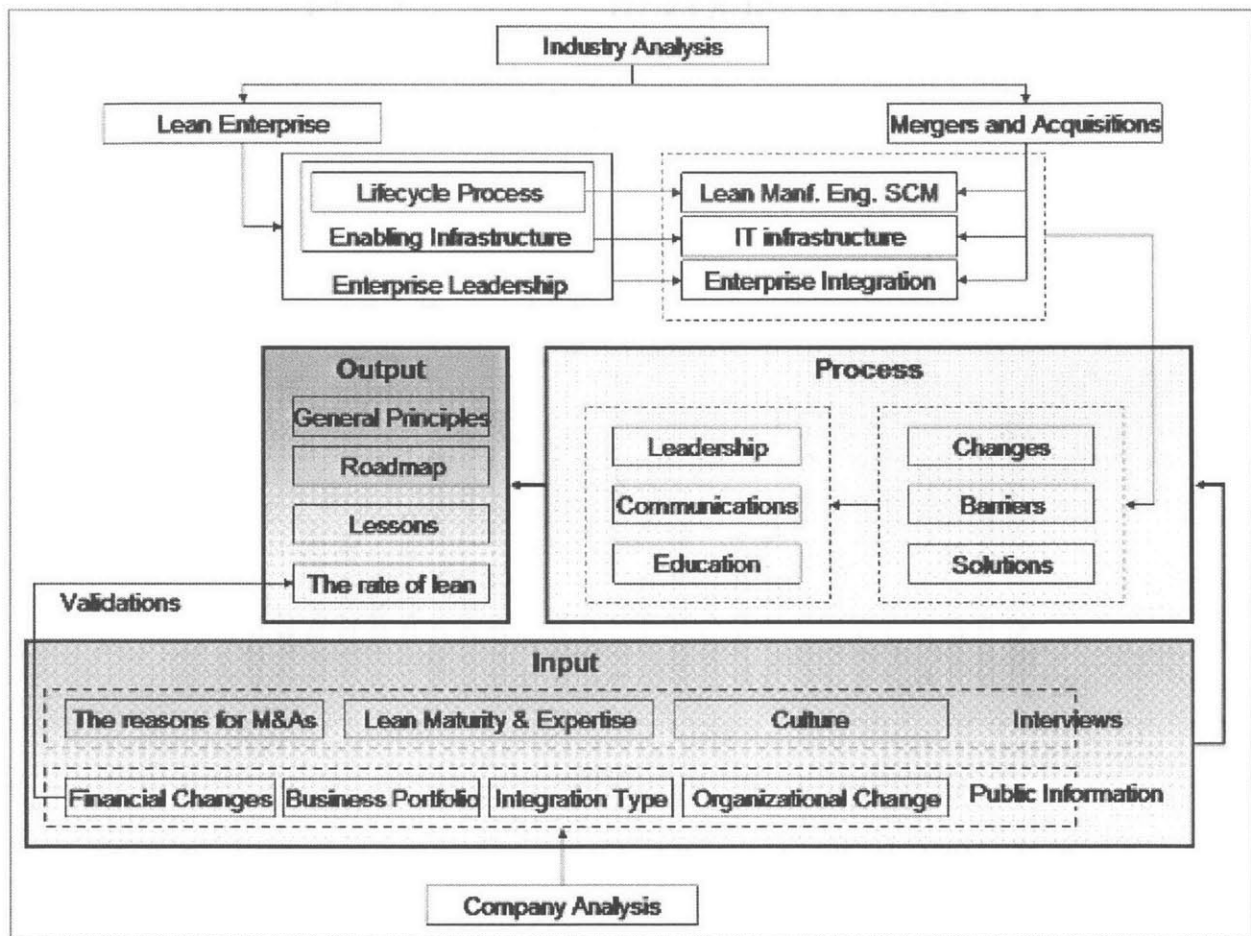 Industry Analysis
Lean Enterprise
Mergers and Acquisitions
Lifecycle Process
Enabling Infrastructure
Enterprise Leadership
Lean Manf. Eng. SCM
IT infrastructure
Enterprise Integration
Output
General Principles
Roadmap
Lessons
The rate of lean
Process
Leadership
Communications
Education
Changes
Barriers
Solutions
Validations
Input
The reasons for M&As
Lean Maturity & Expertise
Culture
Interviews
Financial Changes
Business Portfolio
Integration Type
Organizational Change
Public Information
Company Analysis